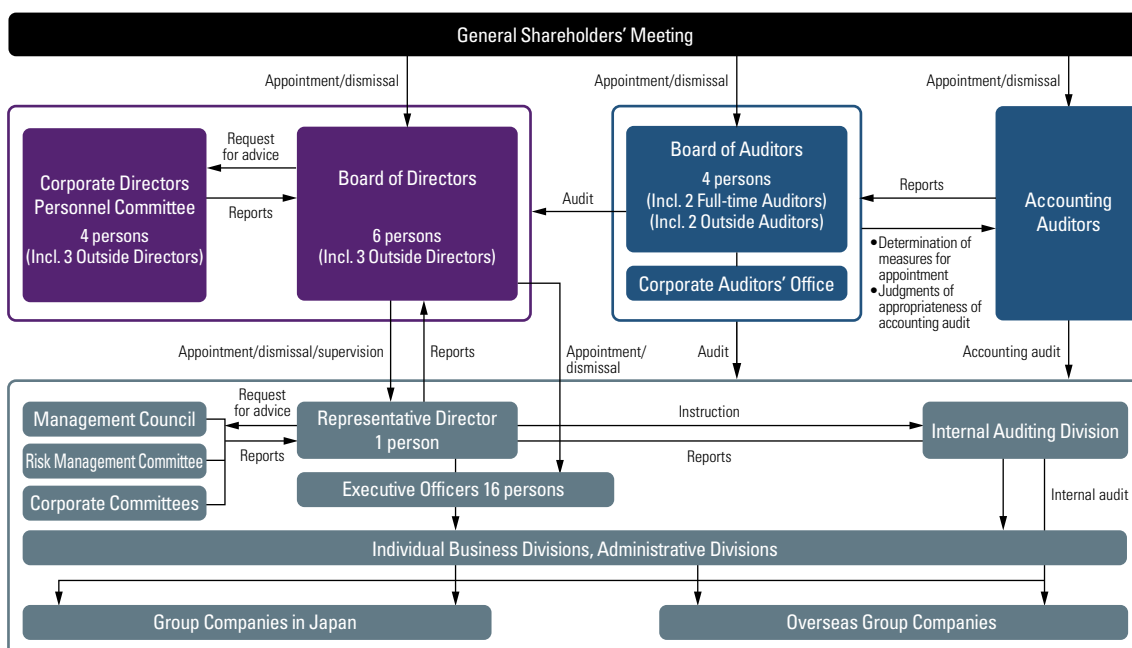 General Shareholders' Meeting
Appointment/dismissal
Appointment/dismissal
Appointment/dismissal
Corporate Directors
Personnel Committee
4 persons
(Incl. 3 Outside Directors)
Request
for advice
Reports
Board of Directors
6 persons
(Incl. 3 Outside Directors)
Audit
Board of Auditors
4 persons
(Incl. 2 Full-time Auditors)
(Incl. 2 Outside Auditors)
Corporate Auditors' Office
Reports
•Determination of
measures for
appointment
•Judgments of
appropriateness of
accounting audit
Accounting
Auditors
Appointment/dismissal/supervision
Reports
Appointment/
dismissal
Audit
Accounting audit
Management Council
Risk Management Committee
Corporate Committees
Request
for advice
Reports
Representative Director
1 person
Instruction
Reports
Internal Auditing Division
Executive Officers 16 persons
Internal audit
Individual Business Divisions, Administrative Divisions
Group Companies in Japan
Overseas Group Companies